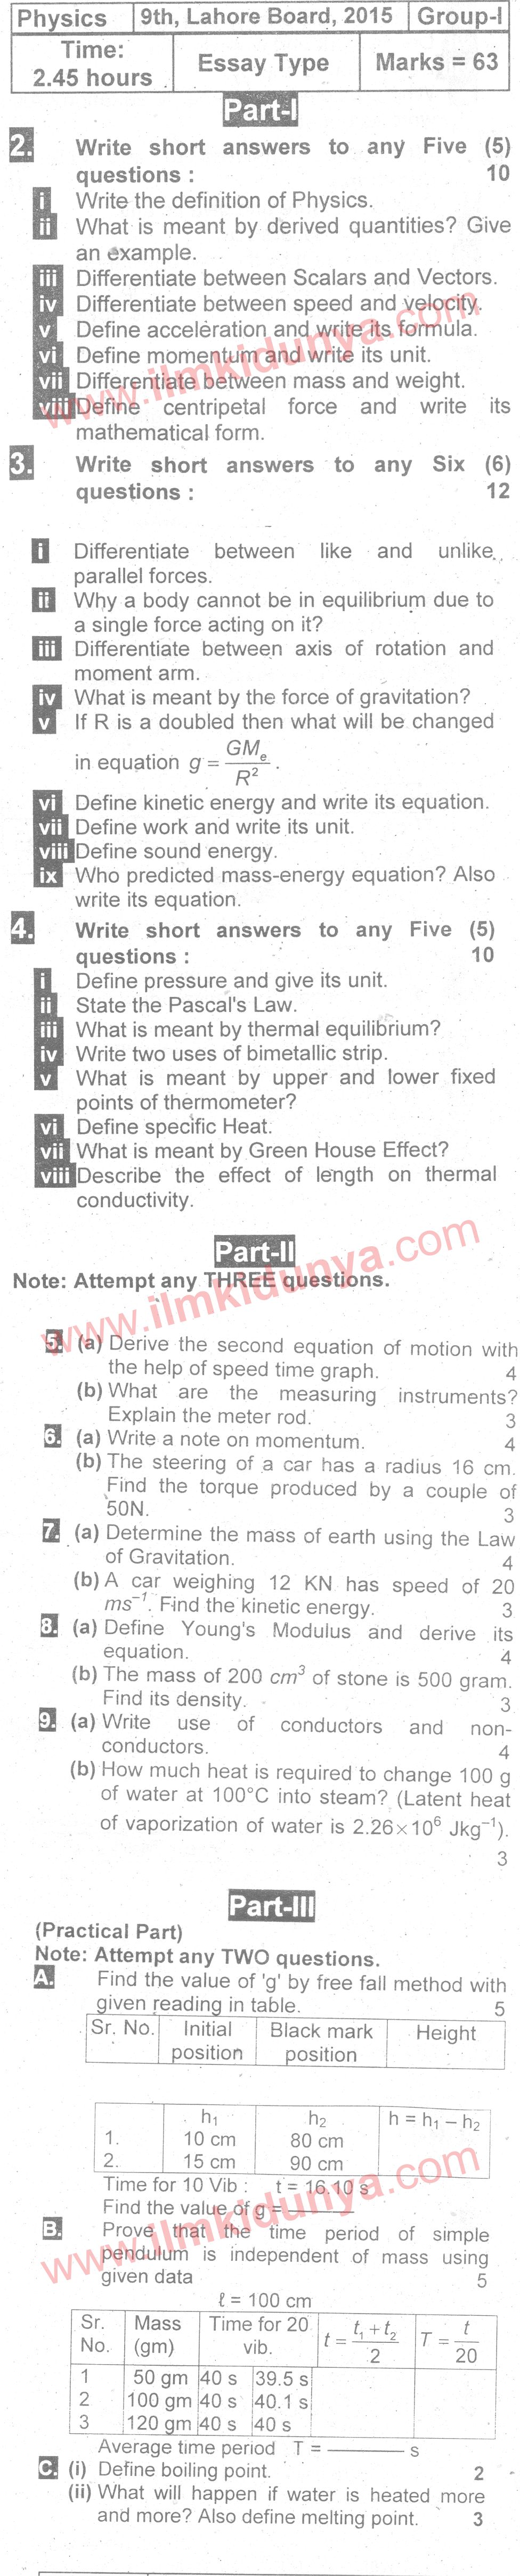 Physics 9th, Lahore Board, 2015 Group-I
Time: 2.45 hours Essay Type Marks = 63
Part-I
2. Write short answers to any Five (5)
questions : 10
i Write the definition of Physics.
ii What is meant by derived quantities? Give
an example.
iii Differentiate between Scalars and Vectors.
iv Differentiate between speed and velocity.
v Define acceleration and write its formula.
vi Define momentum and write its unit.
vii Differentiate between mass and weight.
viii Define centripetal force and write its
mathematical form.
www.ilmkidunya.com
3. Write short answers to any Six (6)
questions : 12
i Differentiate between like and unlike
parallel forces.
ii Why a body cannot be in equilibrium due to
a single force acting on it?
iii Differentiate between axis of rotation and
moment arm.
iv What is meant by the force of gravitation?
v If R is a doubled then what will be changed
in equation g = GMe / R².
vi Define kinetic energy and write its equation.
vii Define work and write its unit.
viii Define sound energy.
ix Who predicted mass-energy equation? Also
write its equation.
4. Write short answers to any Five (5)
questions : 10
i Define pressure and give its unit.
ii State the Pascal's Law.
iii What is meant by thermal equilibrium?
iv Write two uses of bimetallic strip.
v What is meant by upper and lower fixed
points of thermometer?
vi Define specific Heat.
vii What is meant by Green House Effect?
viii Describe the effect of length on thermal
conductivity.
Part-II
Note: Attempt any THREE questions.
www.ilmkidunya.com
5. (a) Derive the second equation of motion with
the help of speed time graph. 4
(b) What are the measuring instruments?
Explain the meter rod. 3
6. (a) Write a note on momentum. 4
(b) The steering of a car has a radius 16 cm.
Find the torque produced by a couple of
50N. 3
7. (a) Determine the mass of earth using the Law
of Gravitation. 4
(b) A car weighing 12 KN has speed of 20
ms⁻¹. Find the kinetic energy. 3
8. (a) Define Young's Modulus and derive its
equation. 4
(b) The mass of 200 cm³ of stone is 500 gram.
Find its density. 3
9. (a) Write use of conductors and non-
conductors. 4
(b) How much heat is required to change 100 g
of water at 100°C into steam? (Latent heat
of vaporization of water is 2.26×10⁶ Jkg⁻¹).
3
Part-III
(Practical Part)
Note: Attempt any TWO questions.
A. Find the value of 'g' by free fall method with
given reading in table. 5
Sr. No. Initial position Black mark position Height
h₁ h₂ h = h₁ – h₂
1. 10 cm 80 cm
2. 15 cm 90 cm
Time for 10 Vib : t = 16.10 s
Find the value of g =
www.ilmkidunya.com
B. Prove that the time period of simple
pendulum is independent of mass using
given data 5
ℓ = 100 cm
Sr. No. Mass (gm) Time for 20 vib. t = (t₁ + t₂)/2 T = t/20
1 50 gm 40 s 39.5 s
2 100 gm 40 s 40.1 s
3 120 gm 40 s 40 s
Average time period T = ——— s
C. (i) Define boiling point. 2
(ii) What will happen if water is heated more
and more? Also define melting point. 3